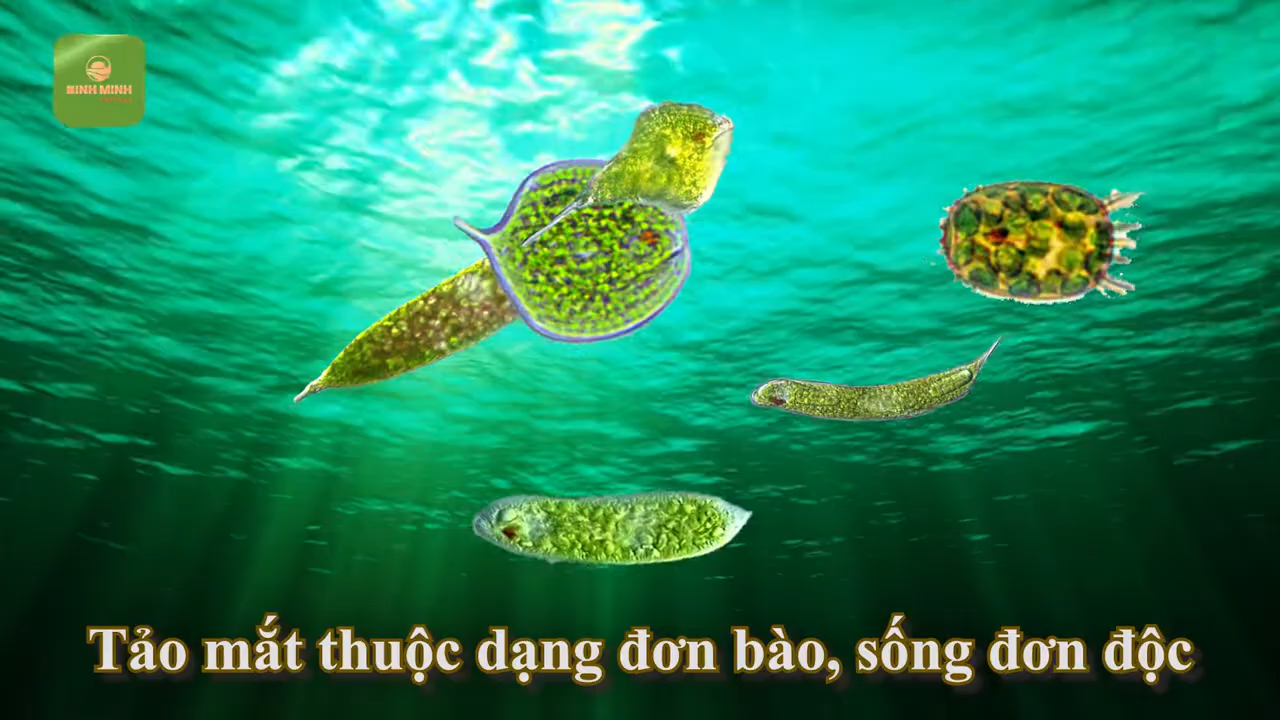 BINH MINH
Tảo mắt thuộc dạng đơn bào, sống đơn độc